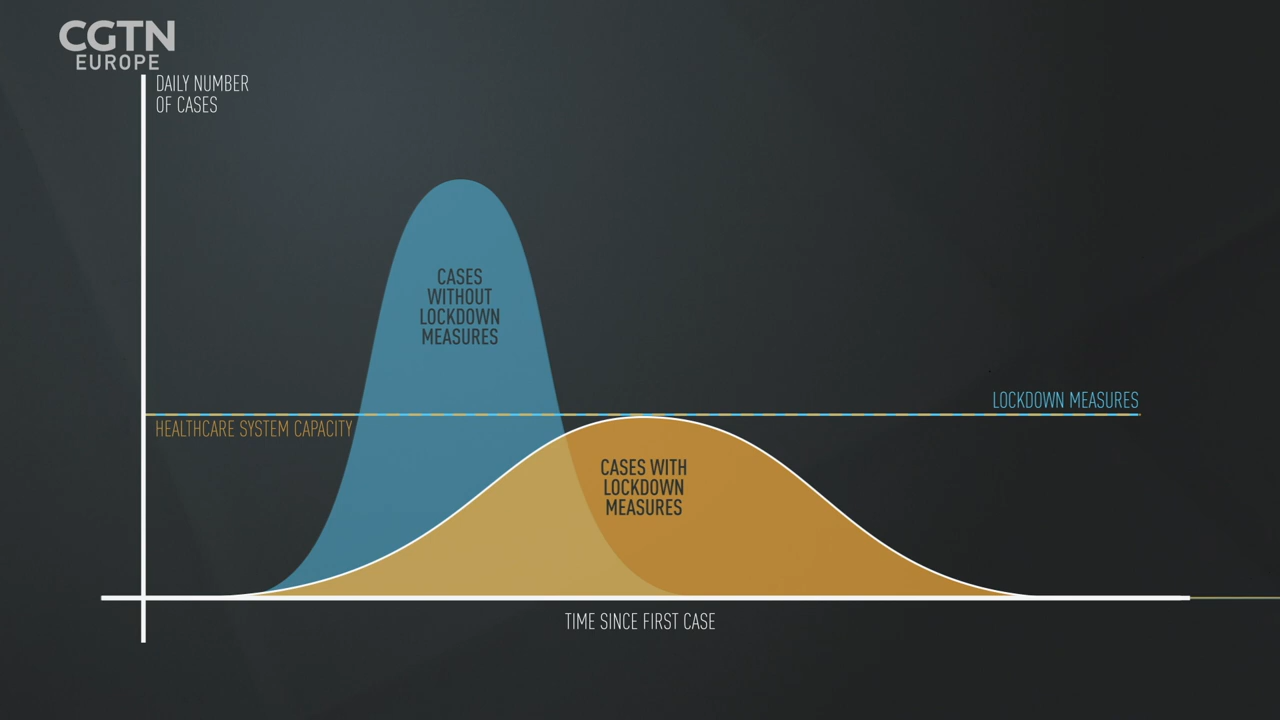 CGTN
EUROPE
DAILY NUMBER
OF CASES
CASES
WITHOUT
LOCKDOWN
MEASURES
LOCKDOWN MEASURES
HEALTHCARE SYSTEM CAPACITY
CASES WITH
LOCKDOWN
MEASURES
TIME SINCE FIRST CASE